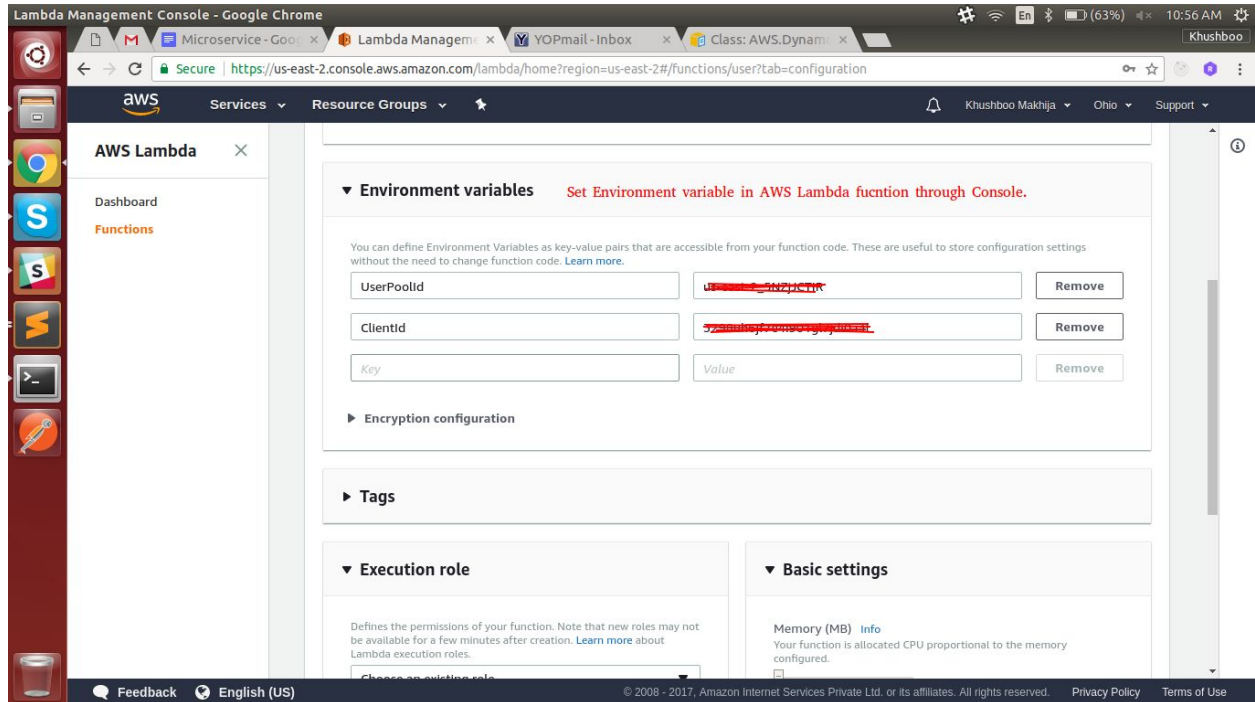 Lambda Management Console - Google Chrome
En
(63%)
10:56 AM
Khushboo
Microservice - Goo
Lambda Managem
YOPmail - Inbox
Class: AWS.Dynam
Secure
https://us-east-2.console.aws.amazon.com/lambda/home?region=us-east-2#/functions/user?tab=configuration
aws
Services
Resource Groups
Khushboo Makhija
Ohio
Support
AWS Lambda
Dashboard
Functions
Environment variables
Set Environment variable in AWS Lambda fucntion through Console.
You can define Environment Variables as key-value pairs that are accessible from your function code. These are useful to store configuration settings
without the need to change function code. Learn more.
UserPoolId
Remove
ClientId
Remove
Key
Value
Remove
Encryption configuration
Tags
Execution role
Defines the permissions of your function. Note that new roles may not
be available for a few minutes after creation. Learn more about
Lambda execution roles.
Choose an existing role
Basic settings
Memory (MB) Info
Your function is allocated CPU proportional to the memory
configured.
Feedback
English (US)
© 2008 - 2017, Amazon Internet Services Private Ltd. or its affiliates. All rights reserved.
Privacy Policy
Terms of Use